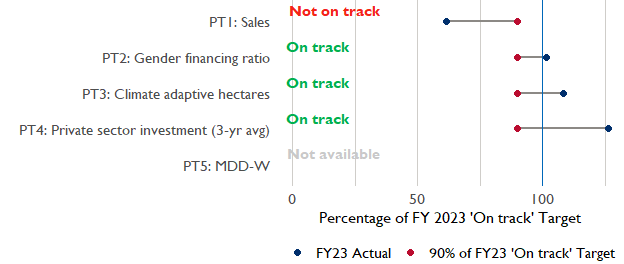 Not on track
PT1: Sales
On track
PT2: Gender financing ratio
On track
PT3: Climate adaptive hectares
On track
PT4: Private sector investment (3-yr avg)
Not available
PT5: MDD-W
0 50 100
Percentage of FY 2023 'On track' Target
FY23 Actual 90% of FY23 'On track' Target